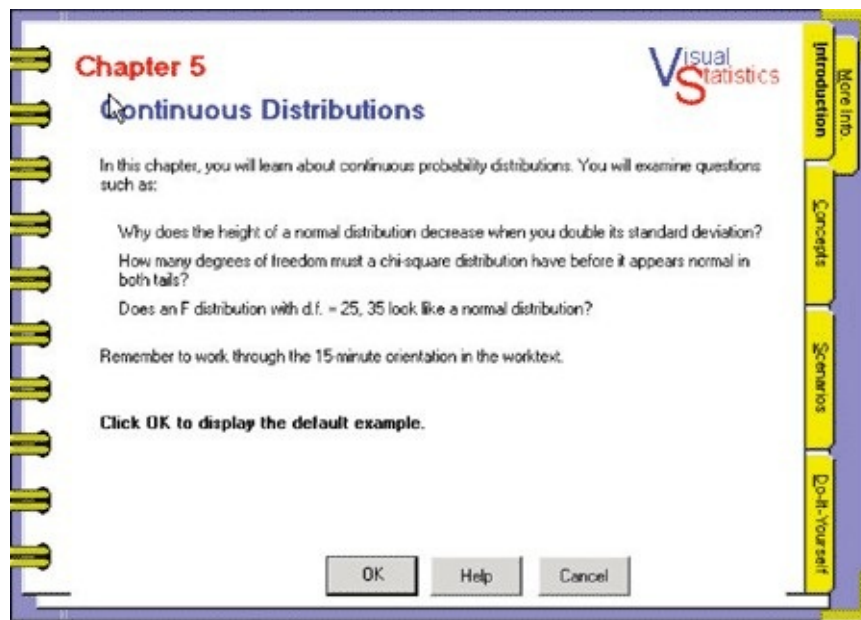 Chapter 5
Visual
Statistics
Continuous Distributions
In this chapter, you will learn about continuous probability distributions. You will examine questions
such as:
Why does the height of a normal distribution decrease when you double its standard deviation?
How many degrees of freedom must a chi-square distribution have before it appears normal in
both tails?
Does an F distribution with d.f. = 25, 35 look like a normal distribution?
Remember to work through the 15-minute orientation in the worktext.
Click OK to display the default example.
OK Help Cancel
Introduction
More Info.
Concepts
Scenarios
Do-It-Yourself